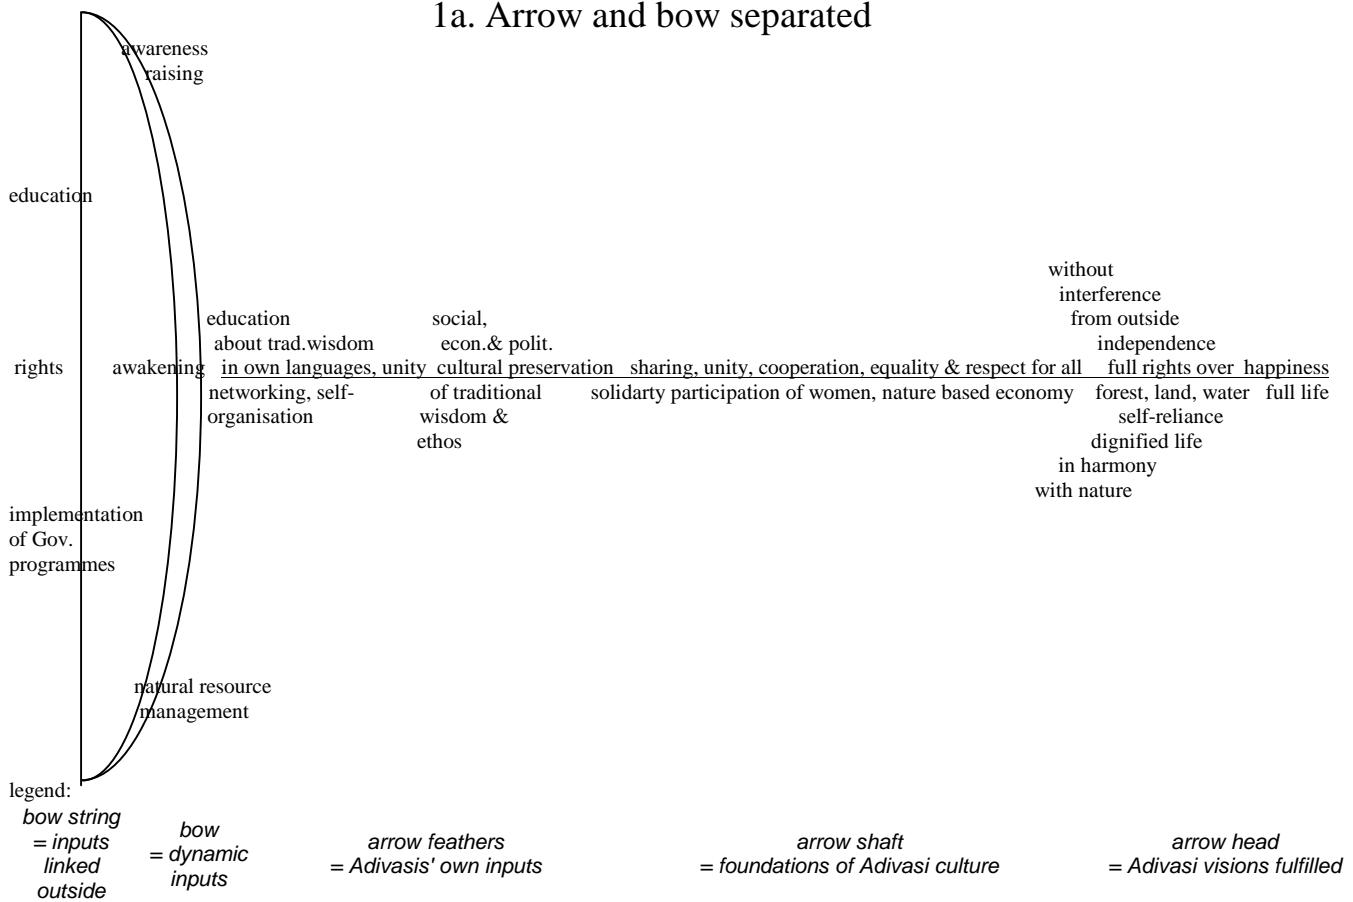 1a. Arrow and bow separated
awareness
raising
education
without
interference
from outside
independence
education
about trad.wisdom
social,
econ.& polit.
rights
awakening
in own languages, unity cultural preservation sharing, unity, cooperation, equality & respect for all full rights over happiness
networking, self-
organisation
of traditional
wisdom &
ethos
solidarty participation of women, nature based economy
forest, land, water full life
self-reliance
dignified life
in harmony
with nature
implementation
of Gov.
programmes
natural resource
management
legend:
bow string
= inputs
linked
outside
bow
= dynamic
inputs
arrow feathers
= Adivasis' own inputs
arrow shaft
= foundations of Adivasi culture
arrow head
= Adivasi visions fulfilled